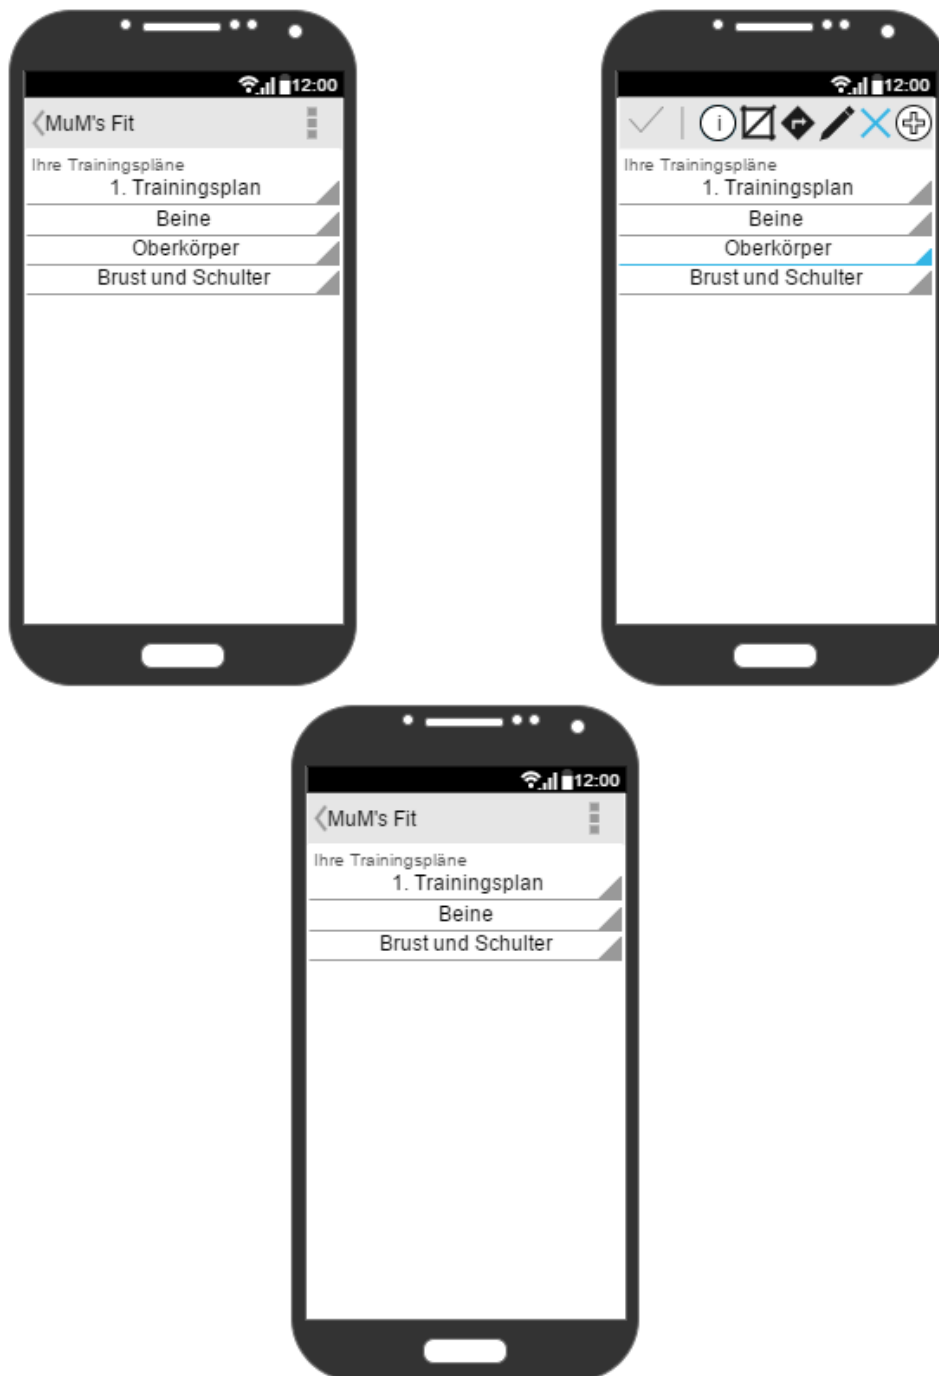 12:00
MuM's Fit
Ihre Trainingspläne
1. Trainingsplan
Beine
Oberkörper
Brust und Schulter
12:00
i
Ihre Trainingspläne
1. Trainingsplan
Beine
Oberkörper
Brust und Schulter
12:00
MuM's Fit
Ihre Trainingspläne
1. Trainingsplan
Beine
Brust und Schulter